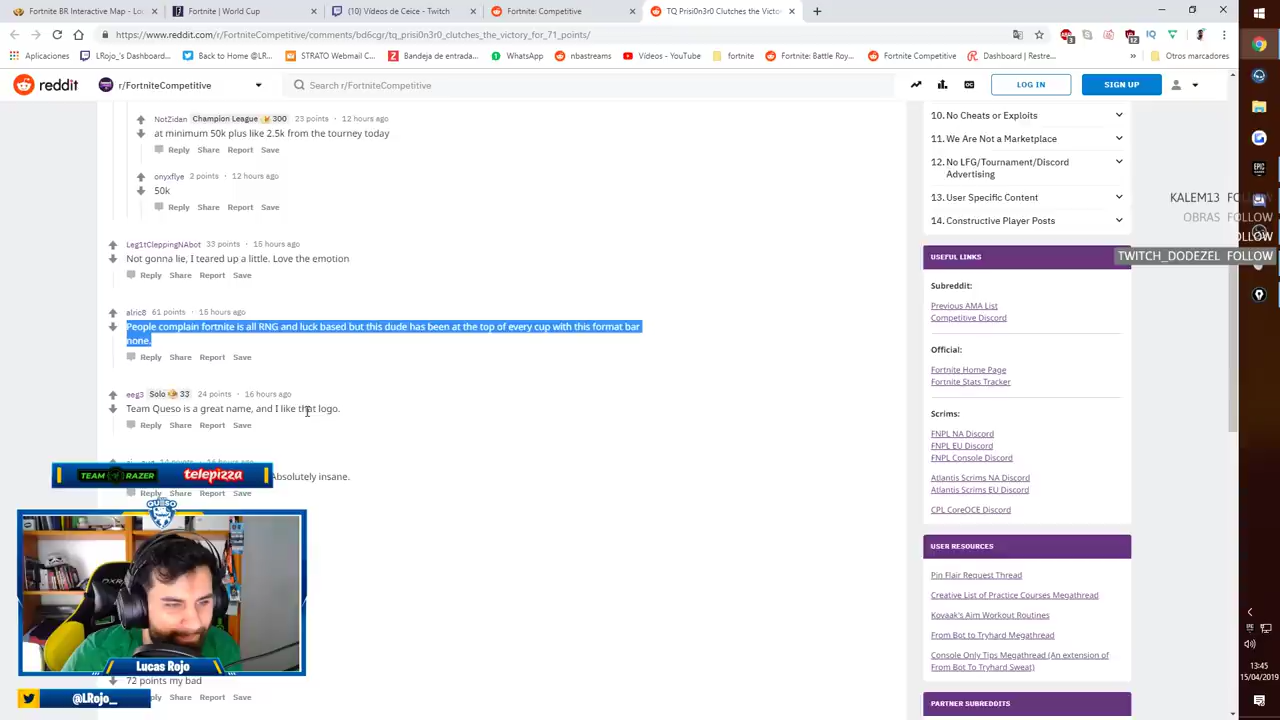 Fortnite BR Interactive Map - Lo
Fortnite | World Cup
(10) Vídeos de Ceice - Twitch
Fortnite: Competitive
TQ Prisi0n3r0 Clutches the Victo
https://www.reddit.com/r/FortniteCompetitive/comments/bd6cgr/tq_prisi0n3r0_clutches_the_victory_for_71_points/
Aplicaciones
LRojo_'s Dashboard...
Back to Home @LR...
STRATO Webmail C...
Bandeja de entrada...
WhatsApp
nbastreams
Vídeos - YouTube
fortnite
Fortnite: Battle Roy...
Fortnite Competitive
Dashboard | Restre...
Otros marcadores
reddit
r/FortniteCompetitive
Search r/FortniteCompetitive
LOG IN
SIGN UP
NotZidan Champion League 300 23 points · 12 hours ago
at minimum 50k plus like 2.5k from the tourney today
Reply Share Report Save
onyxflye 2 points · 12 hours ago
50k
Reply Share Report Save
Leg1tCleppingNAbot 33 points · 15 hours ago
Not gonna lie, I teared up a little. Love the emotion
Reply Share Report Save
alric8 61 points · 15 hours ago
People complain fortnite is all RNG and luck based but this dude has been at the top of every cup with this format bar
none.
Reply Share Report Save
eeg3 Solo 33 24 points · 16 hours ago
Team Queso is a great name, and I like that logo.
Reply Share Report Save
Absolutely insane.
Reply Share Report Save
72 points my bad
Share Report Save
TEAM RAZER telepizza
QUESO
Lucas Rojo
@LRojo_
10. No Cheats or Exploits
11. We Are Not a Marketplace
12. No LFG/Tournament/Discord
Advertising
13. User Specific Content
14. Constructive Player Posts
USEFUL LINKS
Subreddit:
Previous AMA List
Competitive Discord
Official:
Fortnite Home Page
Fortnite Stats Tracker
Scrims:
FNPL NA Discord
FNPL EU Discord
FNPL Console Discord
Atlantis Scrims NA Discord
Atlantis Scrims EU Discord
CPL CoreOCE Discord
USER RESOURCES
Pin Flair Request Thread
Creative List of Practice Courses Megathread
Kovaak's Aim Workout Routines
From Bot to Tryhard Megathread
Console Only Tips Megathread (An extension of
From Bot To Tryhard Sweat)
PARTNER SUBREDDITS
KALEM13 FOLLOW
OBRAS FOLLOW
FOLLOW
TWITCH_DODEZEL FOLLOW
13:45
15/04/2019